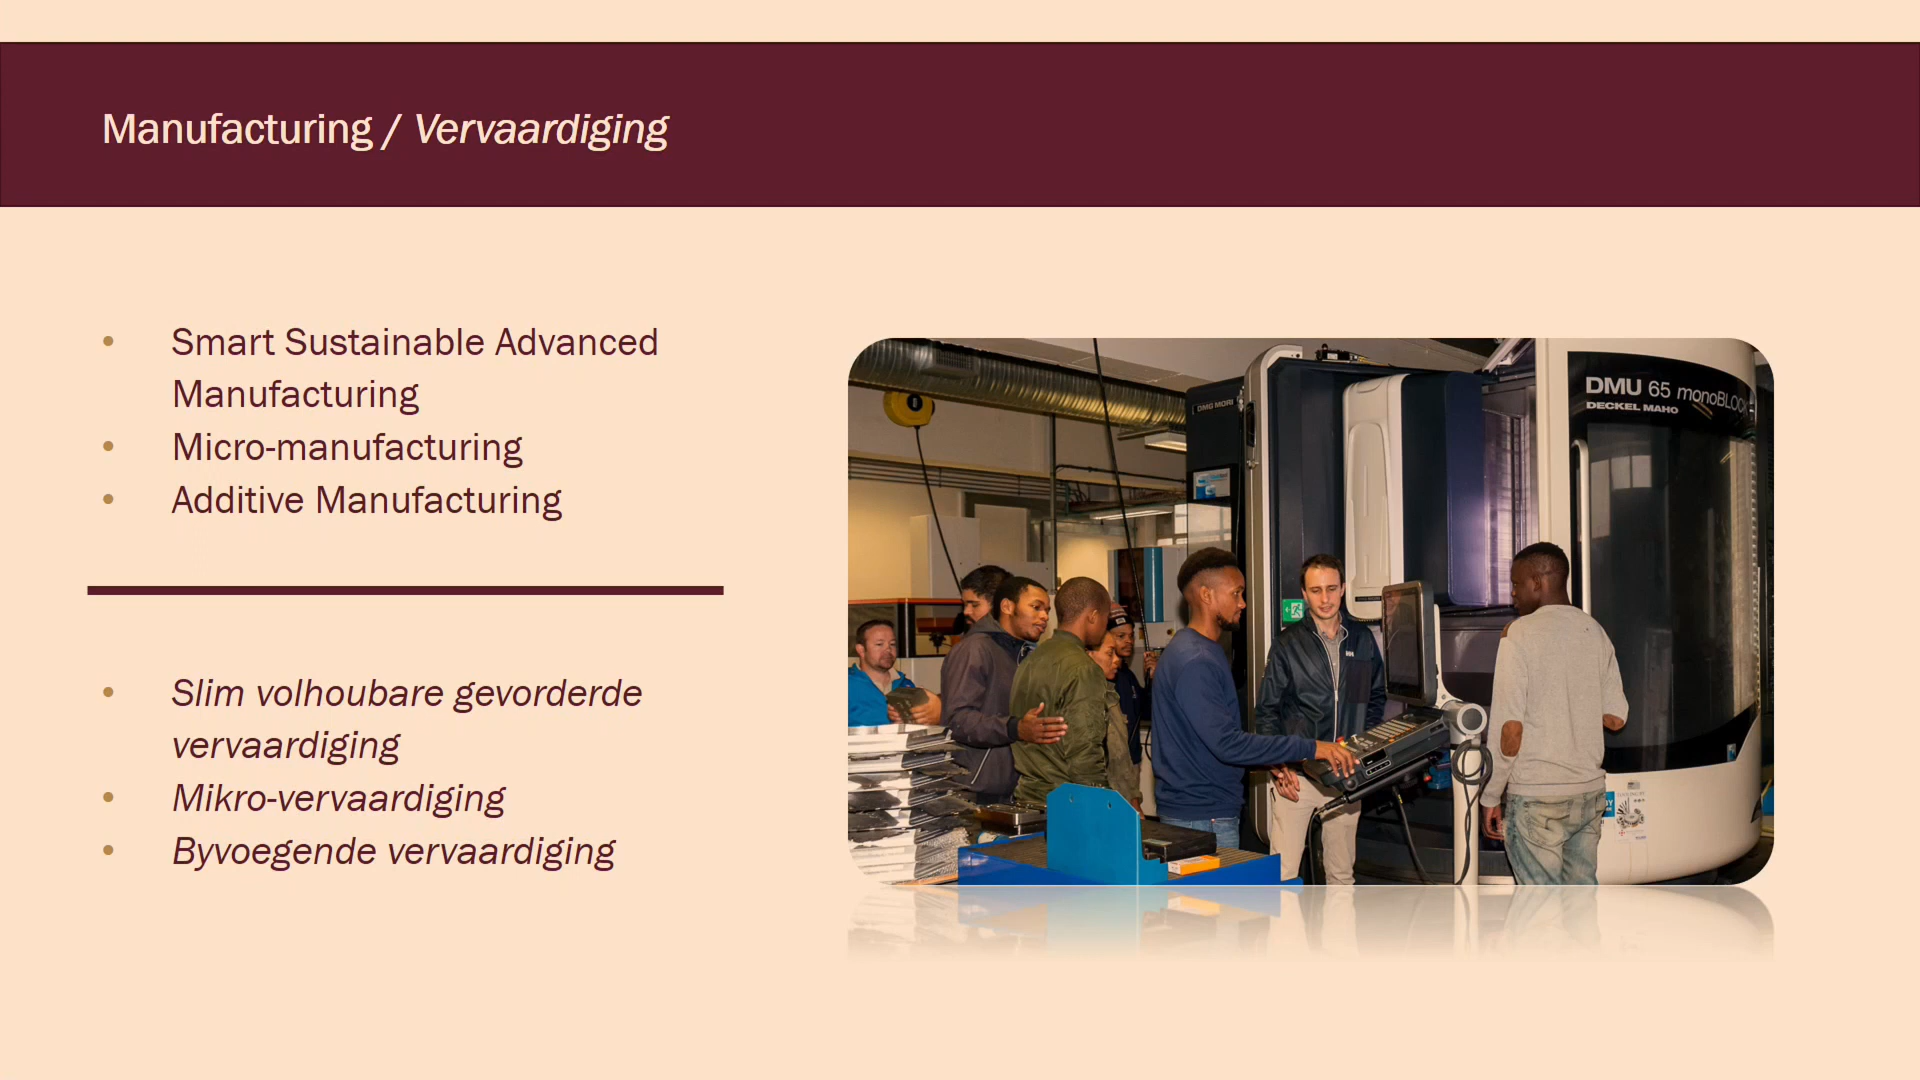 Manufacturing / Vervaardiging
• Smart Sustainable Advanced
Manufacturing
• Micro-manufacturing
• Additive Manufacturing
• Slim volhoubare gevorderde
vervaardiging
• Mikro-vervaardiging
• Byvoegende vervaardiging
DMG MORI
DMU 65 monoBLOCK
DECKEL MAHO
HH